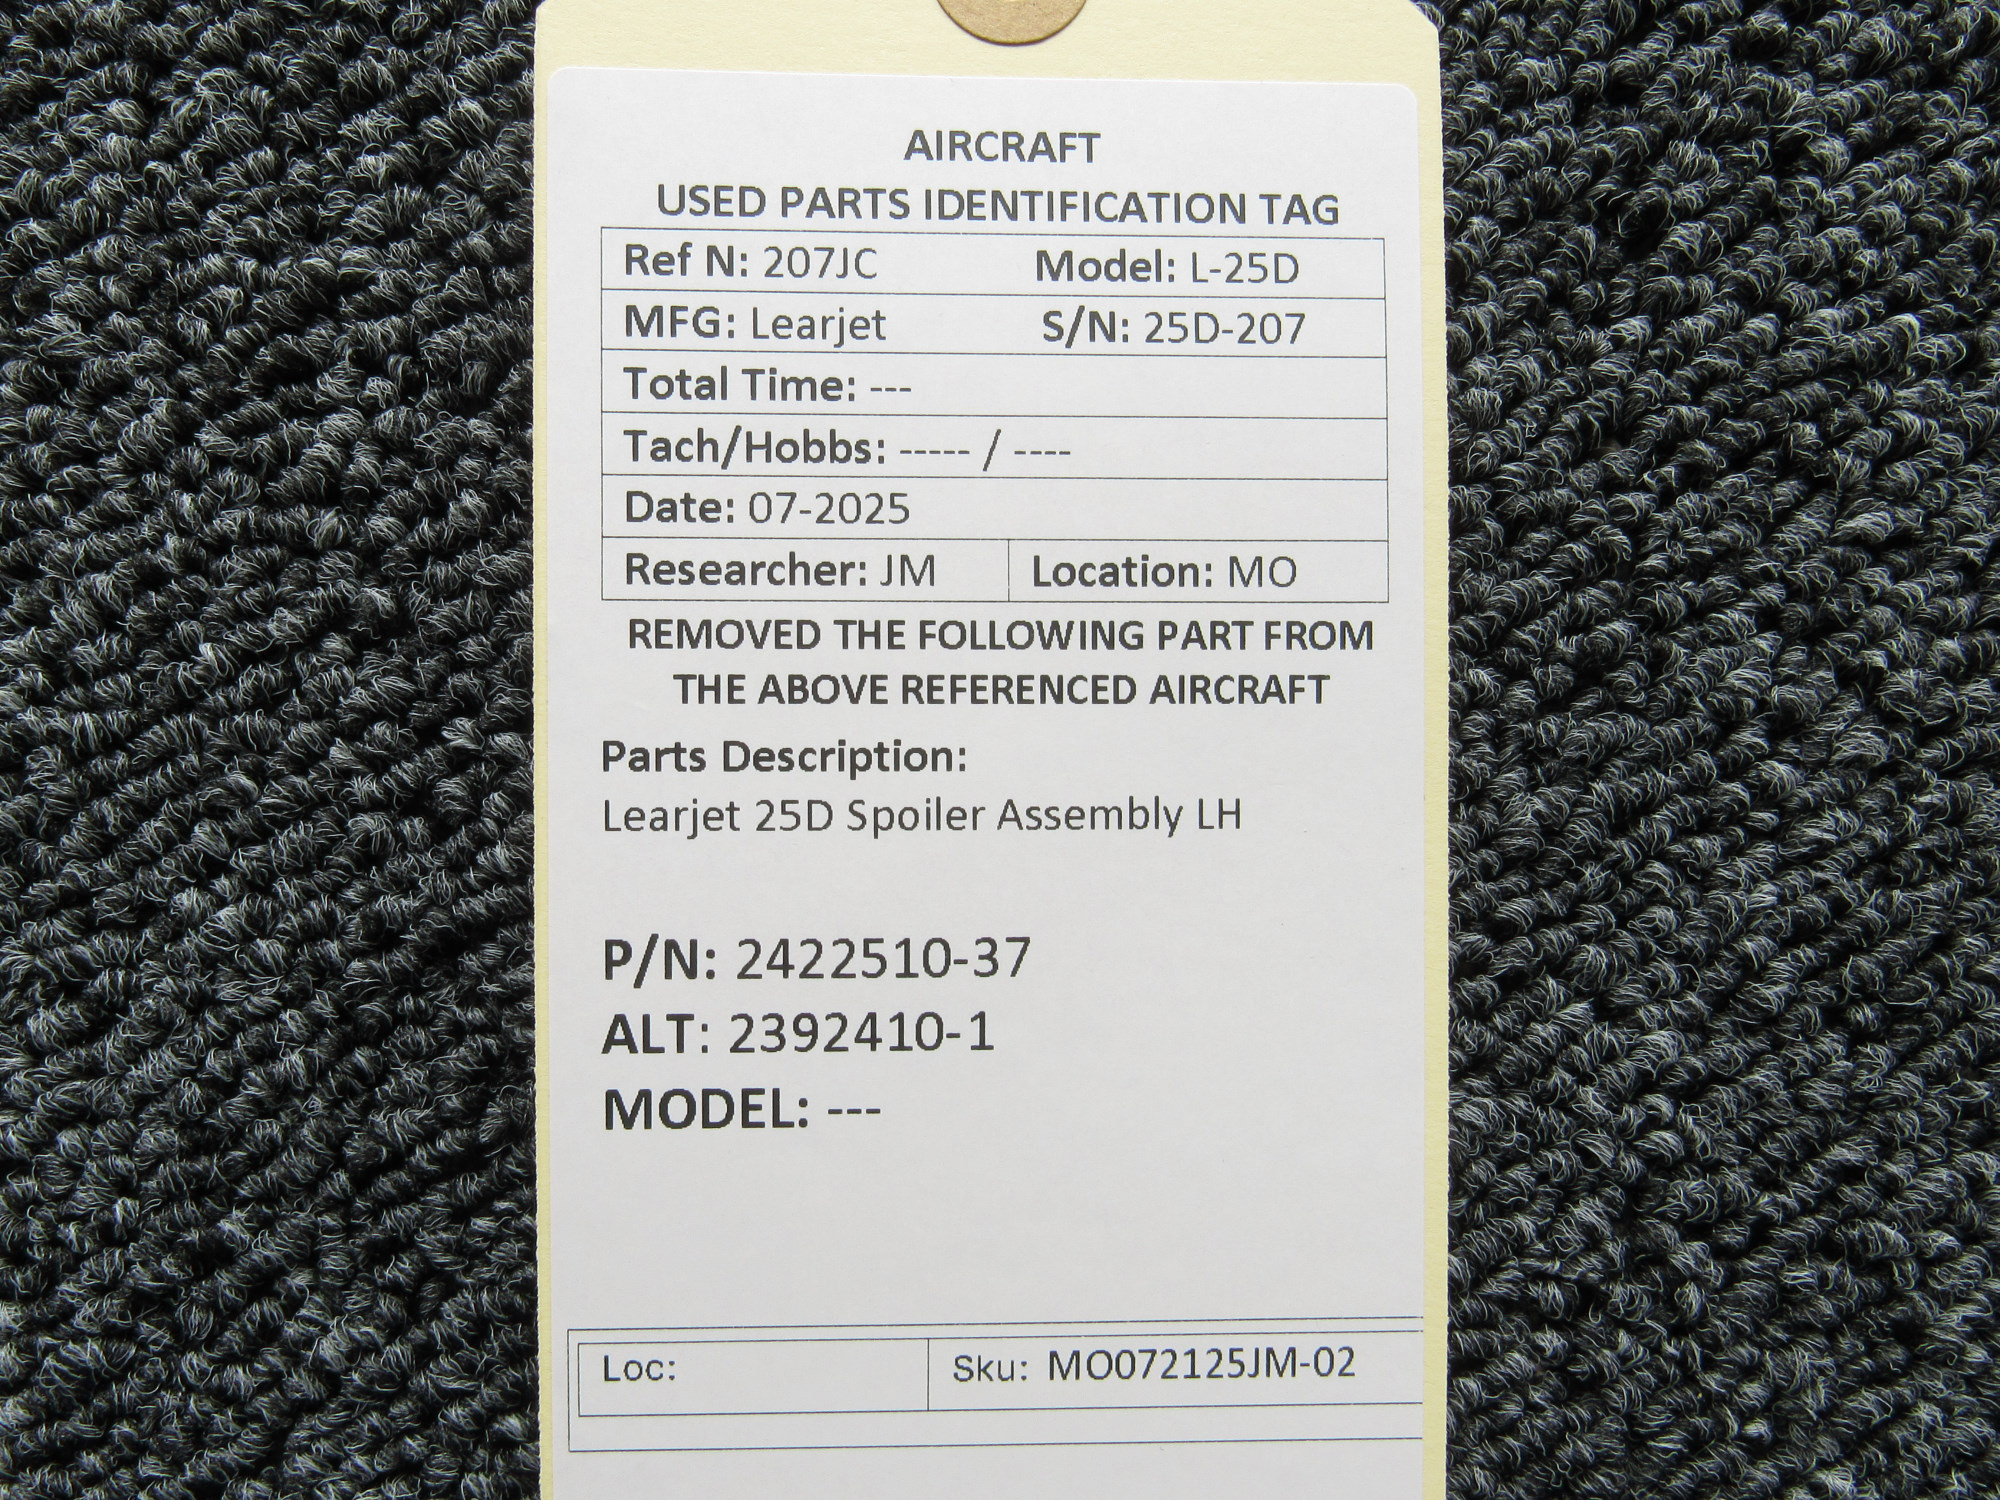 AIRCRAFT
USED PARTS IDENTIFICATION TAG
Ref N: 207JC Model: L-25D
MFG: Learjet S/N: 25D-207
Total Time: ---
Tach/Hobbs: ----- / ----
Date: 07-2025
Researcher: JM Location: MO
REMOVED THE FOLLOWING PART FROM
THE ABOVE REFERENCED AIRCRAFT
Parts Description:
Learjet 25D Spoiler Assembly LH
P/N: 2422510-37
ALT: 2392410-1
MODEL: ---
Loc: Sku: MO072125JM-02